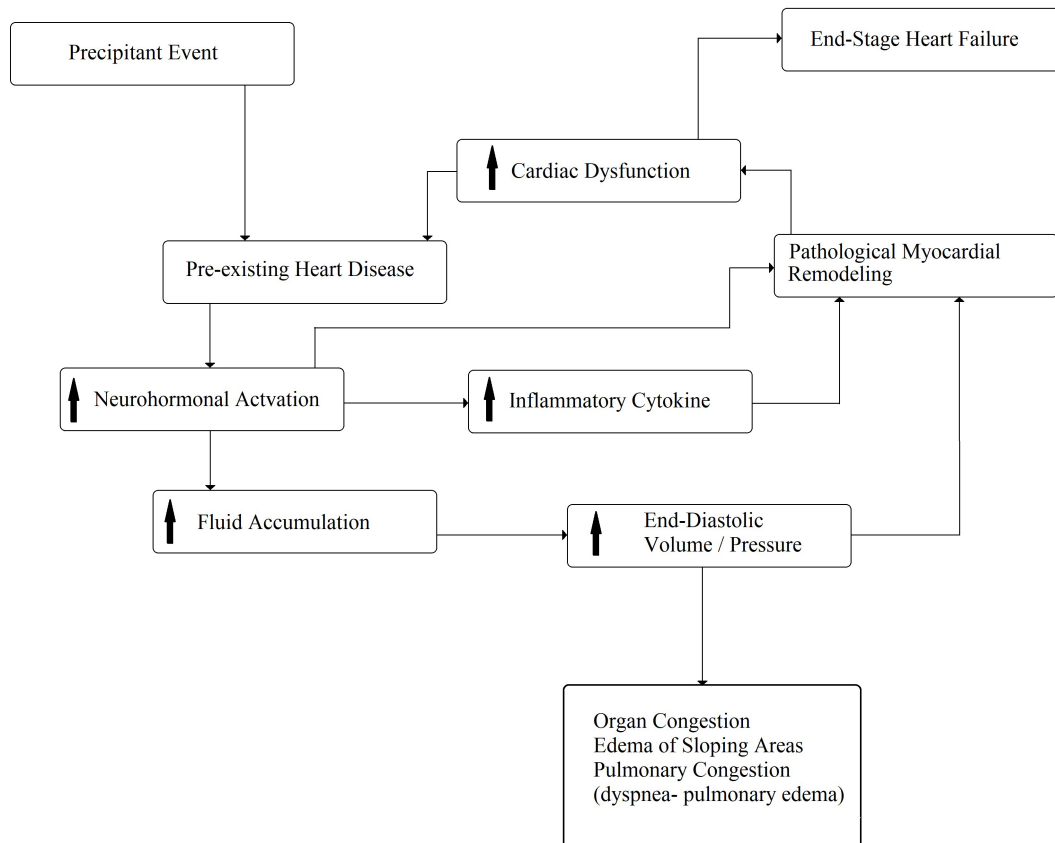 Precipitant Event
End-Stage Heart Failure
Cardiac Dysfunction
Pre-existing Heart Disease
Pathological Myocardial
Remodeling
Neurohormonal Actvation
Inflammatory Cytokine
Fluid Accumulation
End-Diastolic
Volume / Pressure
Organ Congestion
Edema of Sloping Areas
Pulmonary Congestion
(dyspnea- pulmonary edema)